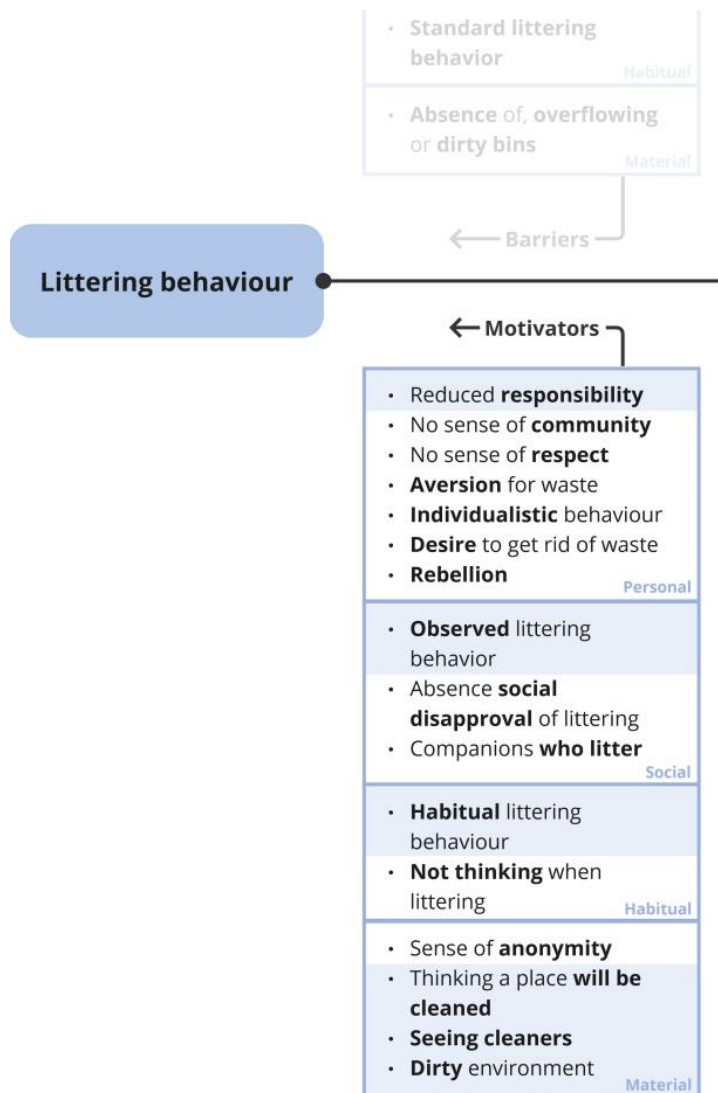 · Standard littering
behavior
Habitual
· Absence of, overflowing
or dirty bins
Material
Barriers
Littering behaviour
Motivators
· Reduced responsibility
· No sense of community
· No sense of respect
· Aversion for waste
· Individualistic behaviour
· Desire to get rid of waste
· Rebellion
Personal
· Observed littering
behavior
· Absence social
disapproval of littering
· Companions who litter
Social
· Habitual littering
behaviour
· Not thinking when
littering
Habitual
· Sense of anonymity
· Thinking a place will be
cleaned
· Seeing cleaners
· Dirty environment
Material